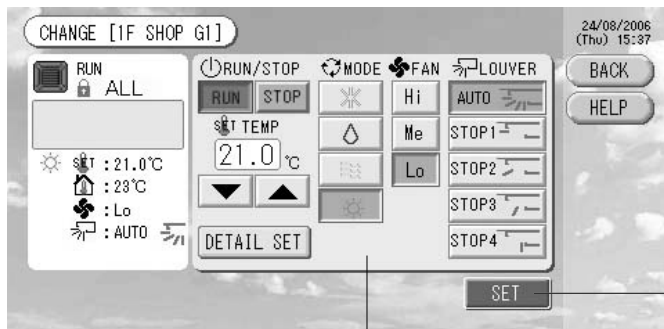 CHANGE [1F SHOP G1]
24/08/2006
(Thu) 15:37
BACK
HELP
RUN
ALL
SET :21.0℃
:23℃
:Lo
:AUTO
RUN/STOP
RUN STOP
SET TEMP
21.0 ℃
DETAIL SET
MODE
FAN
Hi
Me
Lo
LOUVER
AUTO
STOP1
STOP2
STOP3
STOP4
SET